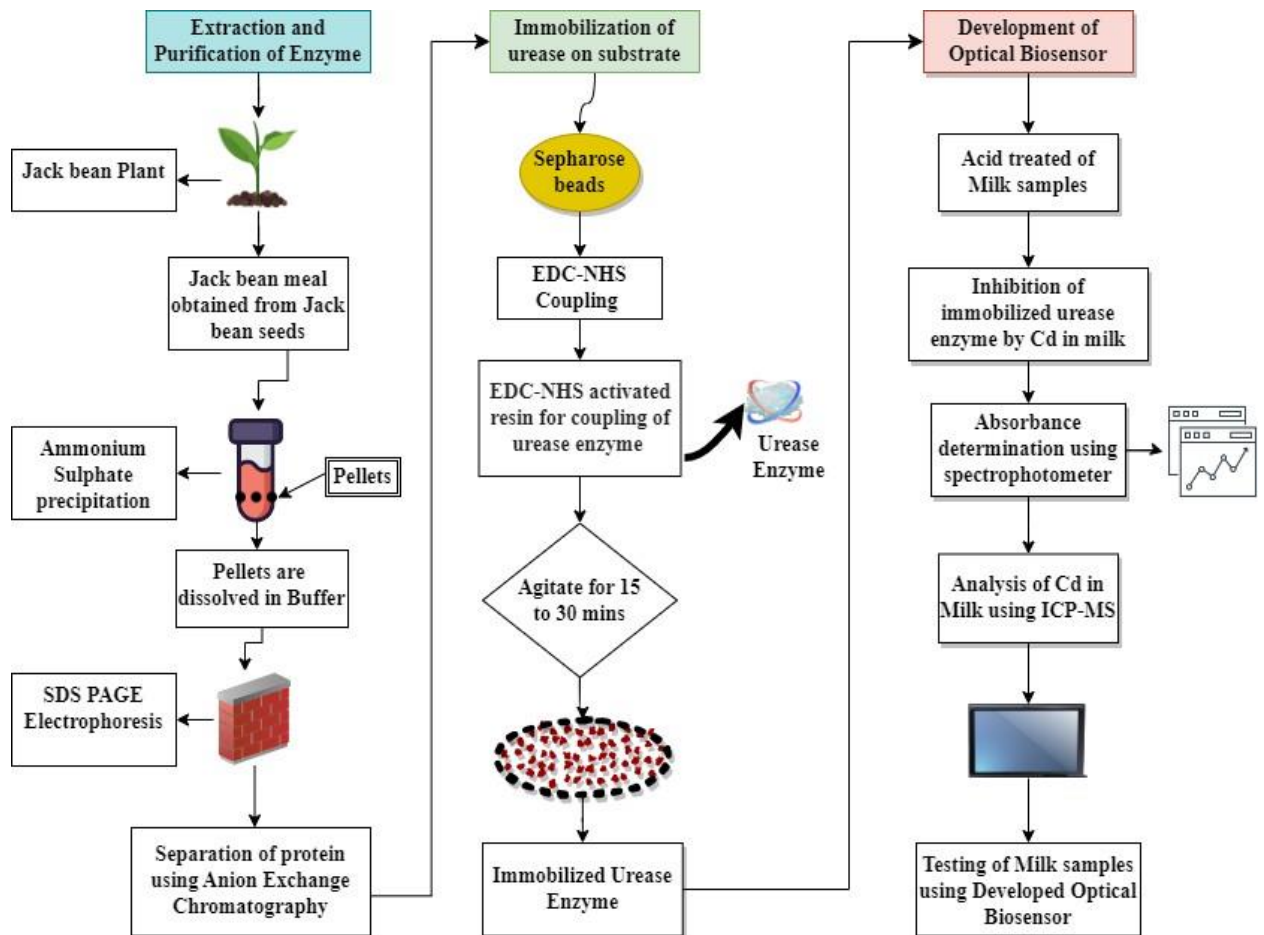 Extraction and
Purification of Enzyme
Jack bean Plant
Jack bean meal
obtained from Jack
bean seeds
Ammonium
Sulphate
precipitation
Pellets
Pellets are
dissolved in Buffer
SDS PAGE
Electrophoresis
Separation of protein
using Anion Exchange
Chromatography
Immobilization of
urease on substrate
Sepharose
beads
EDC-NHS
Coupling
EDC-NHS activated
resin for coupling of
urease enzyme
Urease
Enzyme
Agitate for 15
to 30 mins
Immobilized Urease
Enzyme
Development of
Optical Biosensor
Acid treated of
Milk samples
Inhibition of
immobilized urease
enzyme by Cd in milk
Absorbance
determination using
spectrophotometer
Analysis of Cd in
Milk using ICP-MS
Testing of Milk samples
using Developed Optical
Biosensor